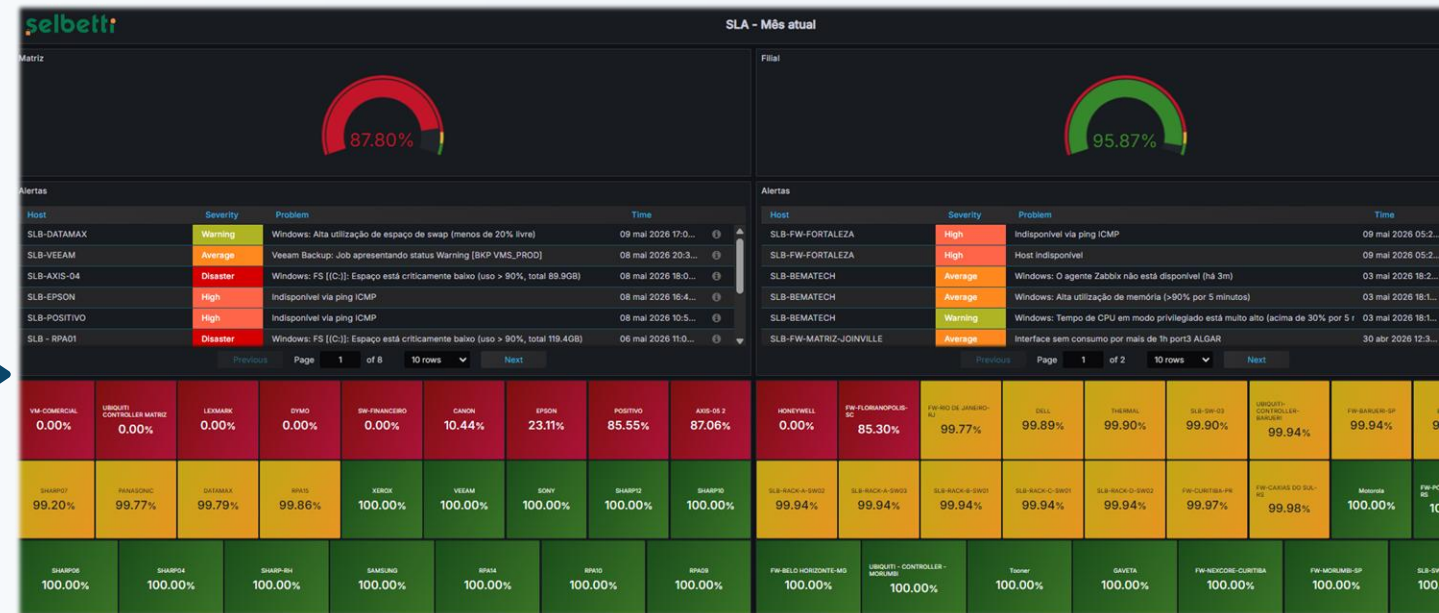 selbetti
SLA - Mês atual
Matriz
87.80%
Alertas
Host Severity Problem Time
SLB-DATAMAX Warning Windows: Alta utilização de espaço de swap (menos de 20% livre) 09 mai 2026 17:0...
SLB-VEEAM Average Veeam Backup: Job apresentando status Warning [BKP VMS_PROD] 08 mai 2026 20:3...
SLB-AXIS-04 Disaster Windows: FS [(C:)]: Espaço está criticamente baixo (uso > 90%, total 89.9GB) 08 mai 2026 18:0...
SLB-EPSON High Indisponível via ping ICMP 08 mai 2026 16:4...
SLB-POSITIVO High Indisponível via ping ICMP 08 mai 2026 10:5...
SLB - RPA01 Disaster Windows: FS [(C:)]: Espaço está criticamente baixo (uso > 90%, total 119.4GB) 06 mai 2026 11:0...
Previous Page 1 of 8 10 rows Next
Filial
95.87%
Alertas
Host Severity Problem Time
SLB-FW-FORTALEZA High Indisponível via ping ICMP 09 mai 2026 05:2...
SLB-FW-FORTALEZA High Host indisponível 09 mai 2026 05:2...
SLB-BEMATECH Average Windows: O agente Zabbix não está disponível (há 3m) 03 mai 2026 18:2...
SLB-BEMATECH Average Windows: Alta utilização de memória (>90% por 5 minutos) 03 mai 2026 18:1...
SLB-BEMATECH Warning Windows: Tempo de CPU em modo privilegiado está muito alto (acima de 30% por 5 r 03 mai 2026 18:1...
SLB-FW-MATRIZ-JOINVILLE Average Interface sem consumo por mais de 1h port3 ALGAR 30 abr 2026 12:3...
Previous Page 1 of 2 10 rows Next
VM-COMERCIAL
0.00%
UBIQUITI
CONTROLLER MATRIZ
0.00%
LEXMARK
0.00%
DYMO
0.00%
SW-FINANCEIRO
0.00%
CANON
10.44%
EPSON
23.11%
POSITIVO
85.55%
AXIS-05 2
87.06%
SHARP07
99.20%
PANASONIC
99.77%
DATAMAX
99.79%
RPA15
99.86%
XEROX
100.00%
VEEAM
100.00%
SONY
100.00%
SHARP12
100.00%
SHARP10
100.00%
SHARP06
100.00%
SHARP04
100.00%
SHARP-RH
100.00%
SAMSUNG
100.00%
RPA14
100.00%
RPA10
100.00%
RPA08
100.00%
HONEYWELL
0.00%
FW-FLORIANOPOLIS-
SC
85.30%
FW-RIO DE JANEIRO-
RJ
99.77%
DELL
99.89%
THERMAL
99.90%
SLB-SW-03
99.90%
UBIQUITI-
CONTROLLER-
BARUERI
99.94%
FW-BARUERI-SP
99.94%
SLB-RACK-A-SW02
99.94%
SLB-RACK-A-SW03
99.94%
SLB-RACK-B-SW01
99.94%
SLB-RACK-C-SW01
99.94%
SLB-RACK-D-SW02
99.94%
FW-CURITIBA-PR
99.97%
FW-CAXIAS DO SUL-
RS
99.98%
Motorola
100.00%
FW-PO
RS
10
FW-BELO HORIZONTE-MG
100.00%
UBIQUITI - CONTROLLER -
MORUMBI
100.00%
Tooner
100.00%
GAVETA
100.00%
FW-NEXCORE-CURITIBA
100.00%
FW-MORUMBI-SP
100.00%
SLB-SW
100.